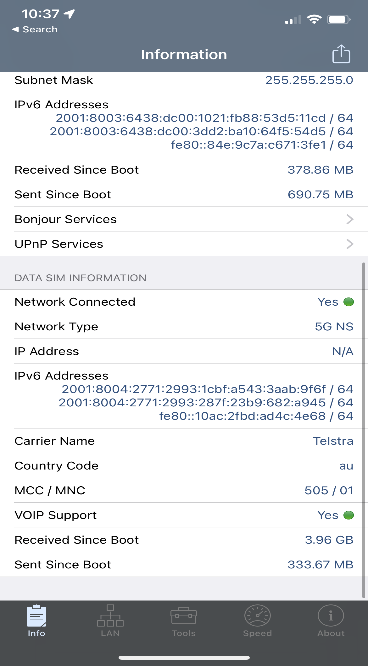 10:37
◄ Search
Information
Subnet Mask 255.255.255.0
IPv6 Addresses
2001:8003:6438:dc00:1021:fb88:53d5:11cd / 64
2001:8003:6438:dc00:3dd2:ba10:64f5:54d5 / 64
fe80::84e:9c7a:c671:3fe1 / 64
Received Since Boot 378.86 MB
Sent Since Boot 690.75 MB
Bonjour Services
UPnP Services
DATA SIM INFORMATION
Network Connected Yes
Network Type 5G NS
IP Address N/A
IPv6 Addresses
2001:8004:2771:2993:1cbf:a543:3aab:9f6f / 64
2001:8004:2771:2993:287f:23b9:682:a945 / 64
fe80::10ac:2fbd:ad4c:4e68 / 64
Carrier Name Telstra
Country Code au
MCC / MNC 505 / 01
VOIP Support Yes
Received Since Boot 3.96 GB
Sent Since Boot 333.67 MB
Info LAN Tools Speed About